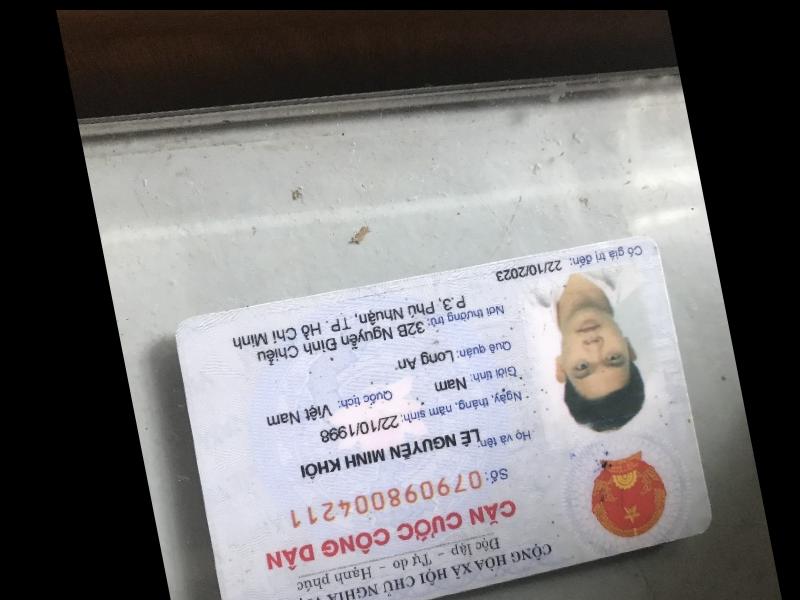 CỘNG HÒA XÃ HỘI CHỦ NGHĨA
Độc lập - Tự do - Hạnh phúc
CĂN CƯỚC CÔNG DÂN
Số: 079098004211
Họ và tên: LÊ NGUYỄN MINH KHÔI
Ngày, tháng, năm sinh: 22/10/1998
Giới tính: Nam Quốc tịch: Việt Nam
Quê quán: Long An
Nơi thường trú: 32B Nguyễn Đình Chiểu
P.3, Phú Nhuận, TP. Hồ Chí Minh
Có giá trị đến: 22/10/2023